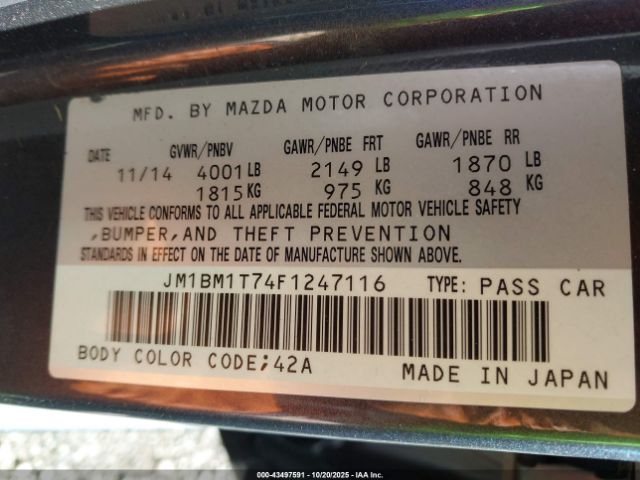 MFD. BY MAZDA MOTOR CORPORATION
DATE GVWR/PNBV GAWR/PNBE FRT GAWR/PNBE RR
11/14 4001 LB 2149 LB 1870 LB
1815 KG 975 KG 848 KG
THIS VEHICLE CONFORMS TO ALL APPLICABLE FEDERAL MOTOR VEHICLE SAFETY
,BUMPER,AND THEFT PREVENTION
STANDARDS IN EFFECT ON THE DATE OF MANUFACTURE SHOWN ABOVE.
JM1BM1T74F1247116 TYPE: PASS CAR
BODY COLOR CODE;42A MADE IN JAPAN
000-43497591 - 10/20/2025 - IAA Inc.